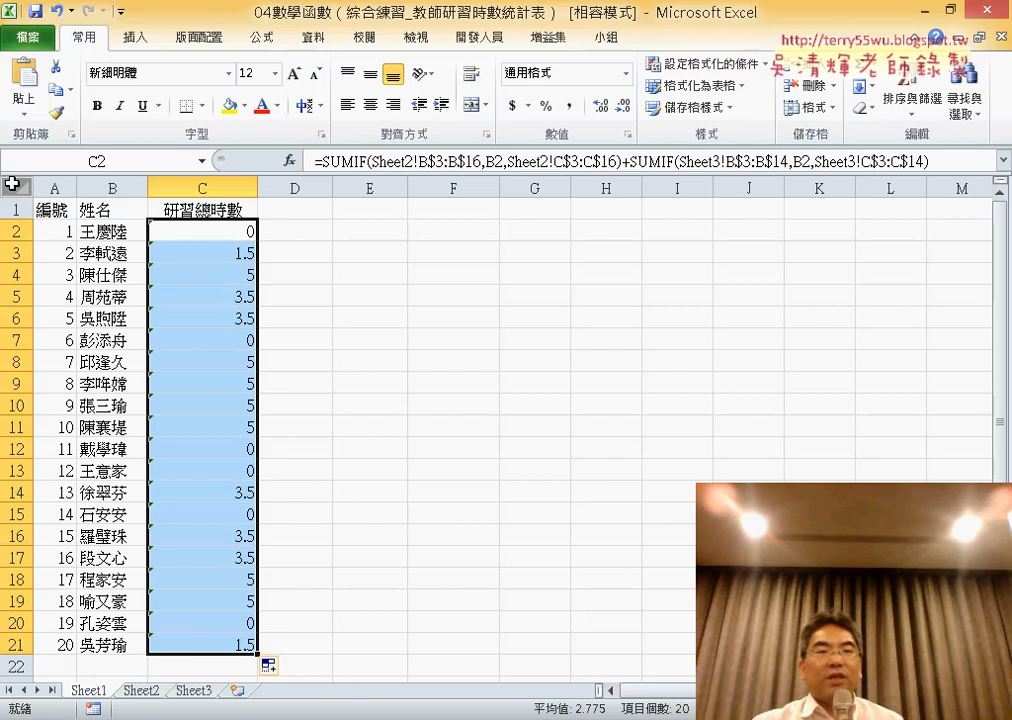 04數學函數（綜合練習_教師研習時數統計表） [相容模式] - Microsoft Excel
檔案 常用 插入 版面配置 公式 資料 校閱 檢視 開發人員 增益集 小組
http://terry55wu.blogspot.tw
吳清輝老師錄製
貼上
新細明體 12
B I U
中
通用格式
$ % ,
設定格式化的條件
格式化為表格
儲存格樣式
刪除
格式
Σ
排序與篩選 尋找與
選取
剪貼簿 字型 對齊方式 數值 樣式 儲存格 編輯
C2 fx =SUMIF(Sheet2!B$3:B$16,B2,Sheet2!C$3:C$16)+SUMIF(Sheet3!B$3:B$14,B2,Sheet3!C$3:C$14)
A B C D E F G H I J K L M
1 編號 姓名 研習總時數
2 1 王慶陸 0
3 2 李軾遠 1.5
4 3 陳仕傑 5
5 4 周苑蒂 3.5
6 5 吳煦陞 3.5
7 6 彭添舟 0
8 7 邱逢久 5
9 8 李哖嫦 5
10 9 張三瑜 5
11 10 陳襄堤 5
12 11 戴學瑋 0
13 12 王意家 0
14 13 徐翠芬 3.5
15 14 石安安 0
16 15 羅璧珠 3.5
17 16 段文心 3.5
18 17 程家安 5
19 18 喻又豪 5
20 19 孔姿雲 0
21 20 吳芳瑜 1.5
22
Sheet1 Sheet2 Sheet3
就緒 平均值: 2.775 項目個數: 20